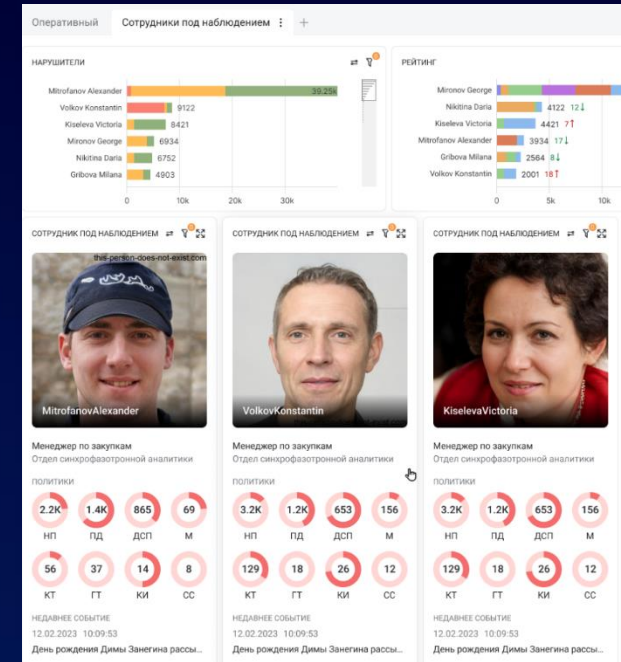 Оперативный Сотрудники под наблюдением
НАРУШИТЕЛИ
Mitrofanov Alexander 39.25k
Volkov Konstantin 9122
Kiseleva Victoria 8421
Mironov George 6934
Nikitina Daria 6752
Gribova Milana 4903
0 10k 20k 30k
РЕЙТИНГ
Mironov George
Nikitina Daria 4122 12↓
Kiseleva Victoria 4421 7↑
Mitrofanov Alexander 3934 17↓
Gribova Milana 2564 8↓
Volkov Konstantin 2001 18↑
0 5k 10k
СОТРУДНИК ПОД НАБЛЮДЕНИЕМ
this-person-does-not-exist.com
MitrofanovAlexander
Менеджер по закупкам
Отдел синхрофазотронной аналитики
ПОЛИТИКИ
2.2K 1.4K 865 69
НП ПД ДСП М
56 37 14 8
КТ ГТ КИ СС
НЕДАВНЕЕ СОБЫТИЕ
12.02.2023 10:09:53
День рождения Димы Занегина рассы...
СОТРУДНИК ПОД НАБЛЮДЕНИЕМ
VolkovKonstantin
Менеджер по закупкам
Отдел синхрофазотронной аналитики
ПОЛИТИКИ
3.2K 1.2K 653 156
НП ПД ДСП М
129 18 26 12
КТ ГТ КИ СС
НЕДАВНЕЕ СОБЫТИЕ
12.02.2023 10:09:53
День рождения Димы Занегина рассы...
СОТРУДНИК ПОД НАБЛЮДЕНИЕМ
KiselevaVictoria
Менеджер по закупкам
Отдел синхрофазотронной аналитики
ПОЛИТИКИ
3.2K 1.2K 653 156
НП ПД ДСП М
129 18 26 12
КТ ГТ КИ СС
НЕДАВНЕЕ СОБЫТИЕ
12.02.2023 10:09:53
День рождения Димы Занегина рассы...